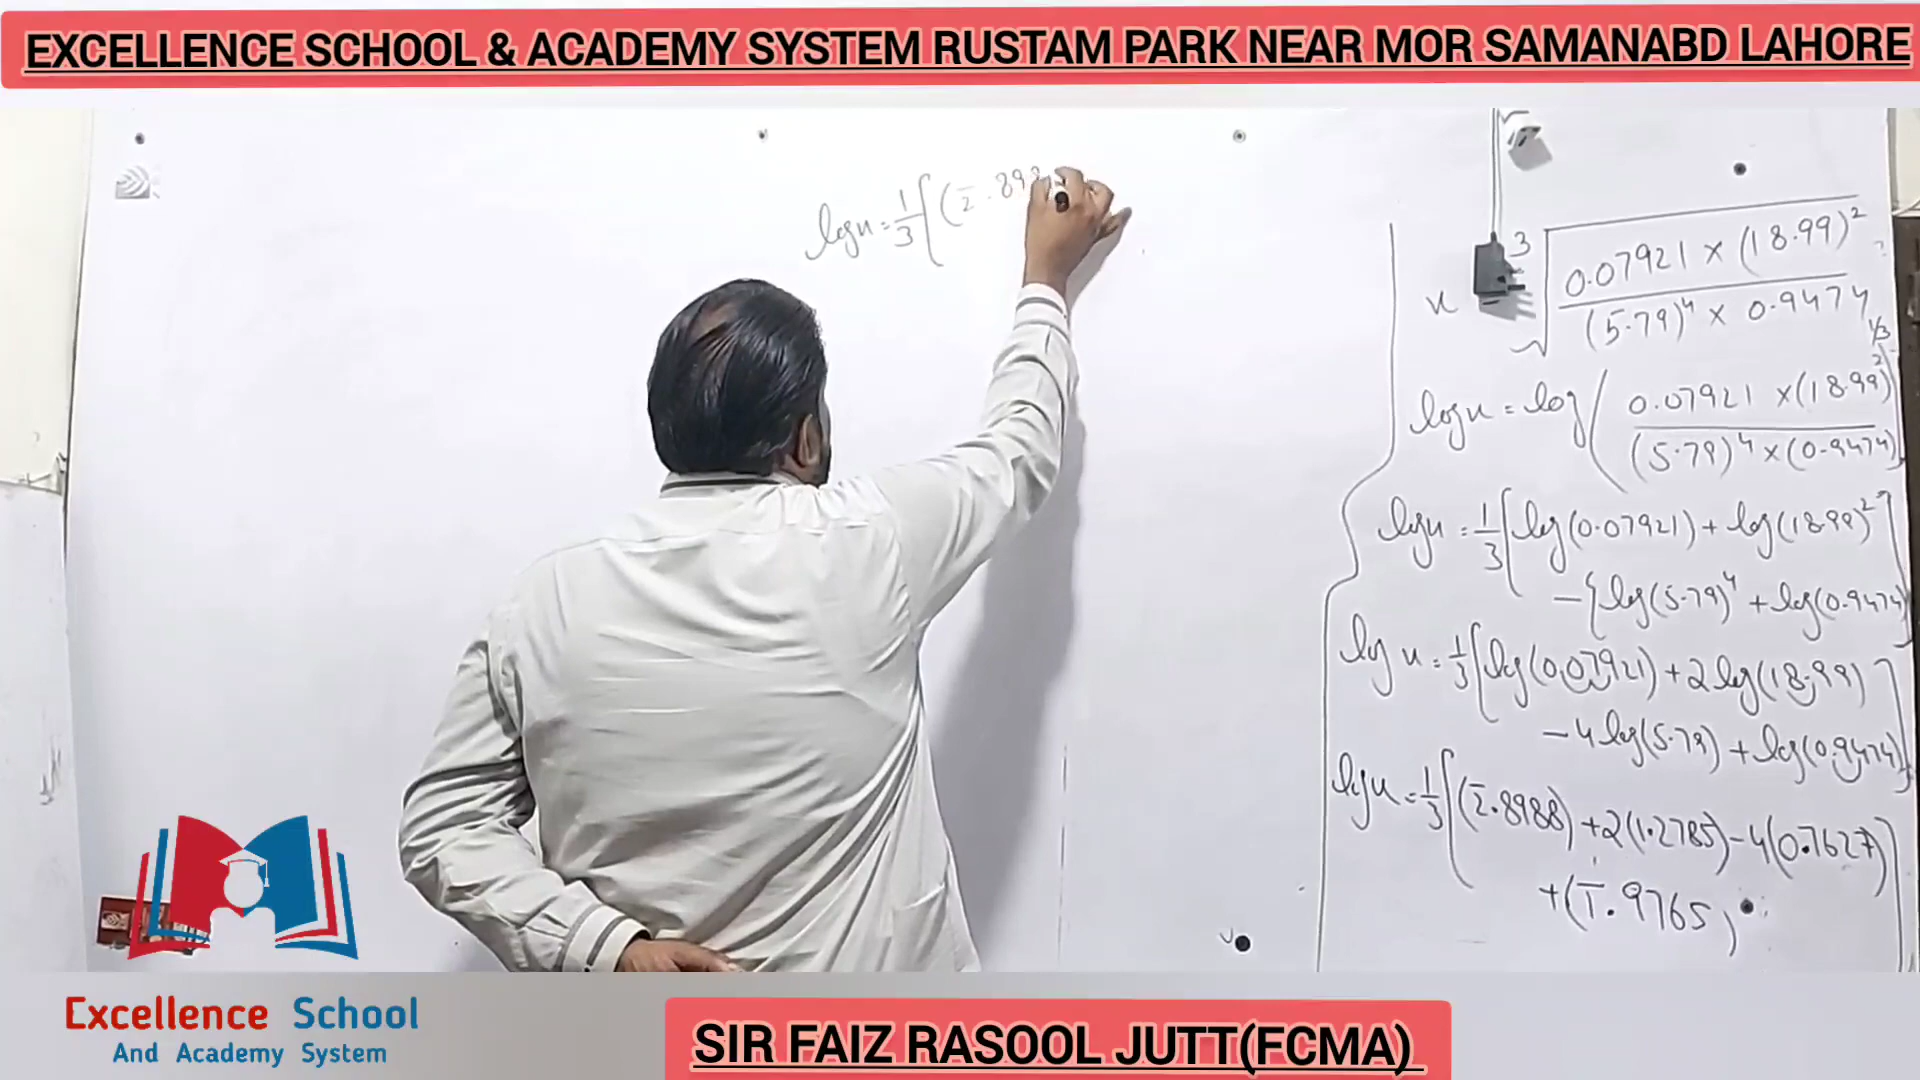 EXCELLENCE SCHOOL & ACADEMY SYSTEM RUSTAM PARK NEAR MOR SAMANABD LAHORE
log x = 1/3 [ (2̄ . 898
x 3√( 0.07921 × (18.99)² / (5.79)⁴ × 0.9474 )
log x = log ( 0.07921 × (18.99)² / (5.79)⁴ × (0.9474) )^1/3
log x = 1/3 [ log(0.07921) + log(18.99)² ]
- { log(5.79)⁴ + log(0.9474)
log x = 1/3 [ log(0.07921) + 2 log(18.99) ]
- 4 log(5.79) + log(0.9474)
log x = 1/3 [ (2̄.8988) + 2(1.2785) - 4(0.7627) ]
+ (1̄.9765)
Excellence School
And Academy System
SIR FAIZ RASOOL JUTT(FCMA)